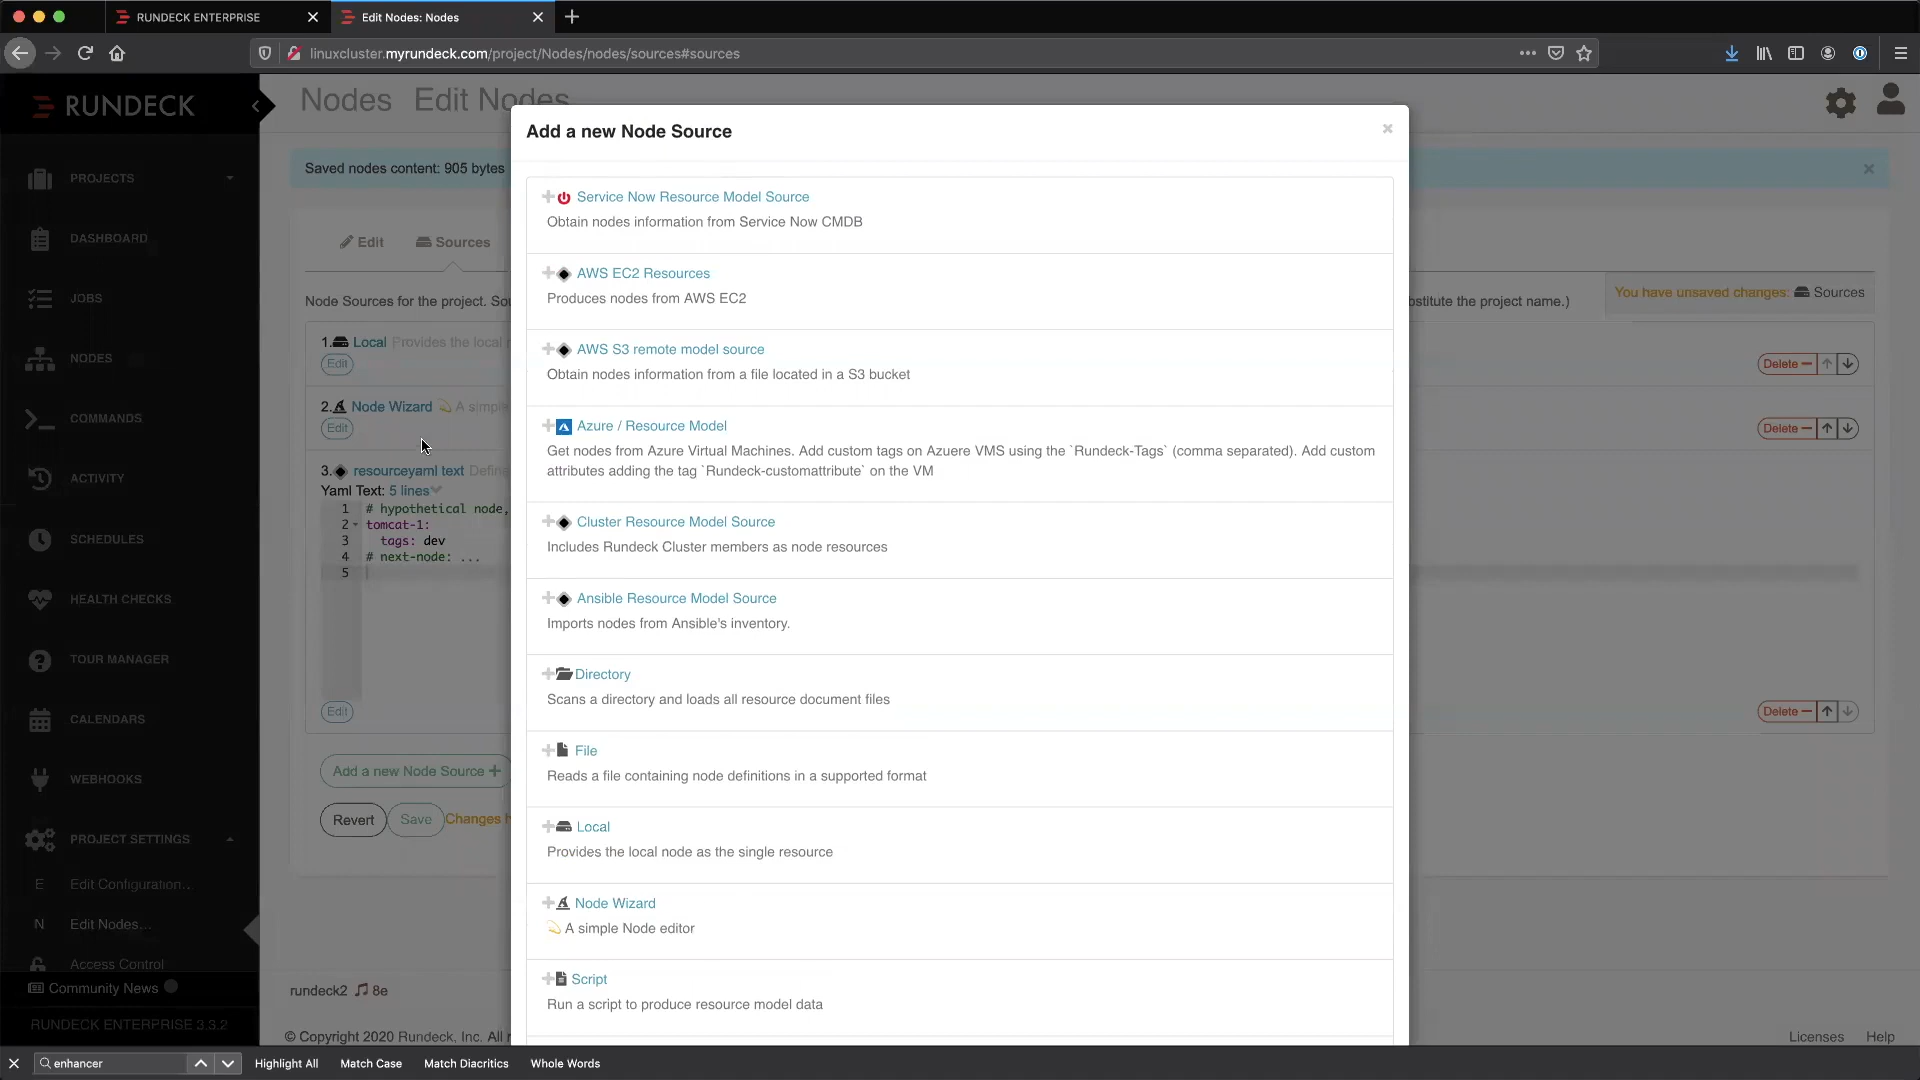 RUNDECK ENTERPRISE
Edit Nodes: Nodes
linuxcluster.myrundeck.com/project/Nodes/nodes/sources#sources
RUNDECK
Nodes Edit Nodes
Saved nodes content: 905 bytes
PROJECTS
DASHBOARD
JOBS
NODES
COMMANDS
ACTIVITY
SCHEDULES
HEALTH CHECKS
TOUR MANAGER
CALENDARS
WEBHOOKS
PROJECT SETTINGS
E Edit Configuration...
N Edit Nodes...
Access Control
Community News
RUNDECK ENTERPRISE 3.3.2
Edit Sources
Node Sources for the project. So
bstitute the project name.)
You have unsaved changes: Sources
1. Local Provides the local
Edit
Delete
2. Node Wizard A simple
Edit
Delete
3. resourceyaml text Define
Yaml Text: 5 lines
1 # hypothetical node,
2 tomcat-1:
3 tags: dev
4 # next-node: ...
5
Edit
Delete
Add a new Node Source
Revert Save Changes h
rundeck2 8e
© Copyright 2020 Rundeck, Inc. All r
Licenses Help
Add a new Node Source
Service Now Resource Model Source
Obtain nodes information from Service Now CMDB
AWS EC2 Resources
Produces nodes from AWS EC2
AWS S3 remote model source
Obtain nodes information from a file located in a S3 bucket
Azure / Resource Model
Get nodes from Azure Virtual Machines. Add custom tags on Azuere VMS using the `Rundeck-Tags` (comma separated). Add custom
attributes adding the tag `Rundeck-customattribute` on the VM
Cluster Resource Model Source
Includes Rundeck Cluster members as node resources
Ansible Resource Model Source
Imports nodes from Ansible's inventory.
Directory
Scans a directory and loads all resource document files
File
Reads a file containing node definitions in a supported format
Local
Provides the local node as the single resource
Node Wizard
A simple Node editor
Script
Run a script to produce resource model data
enhancer
Highlight All Match Case Match Diacritics Whole Words